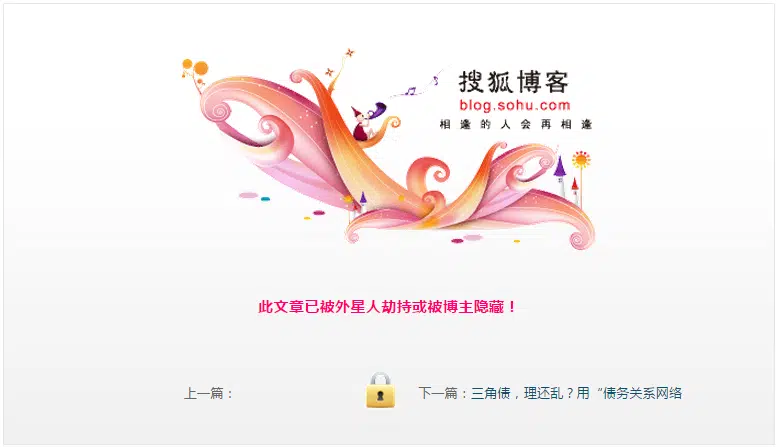 搜狐博客
blog.sohu.com
相逢的人会再相逢
此文章已被外星人劫持或被博主隐藏！
上一篇：
下一篇：三角债，理还乱？用“债务关系网络